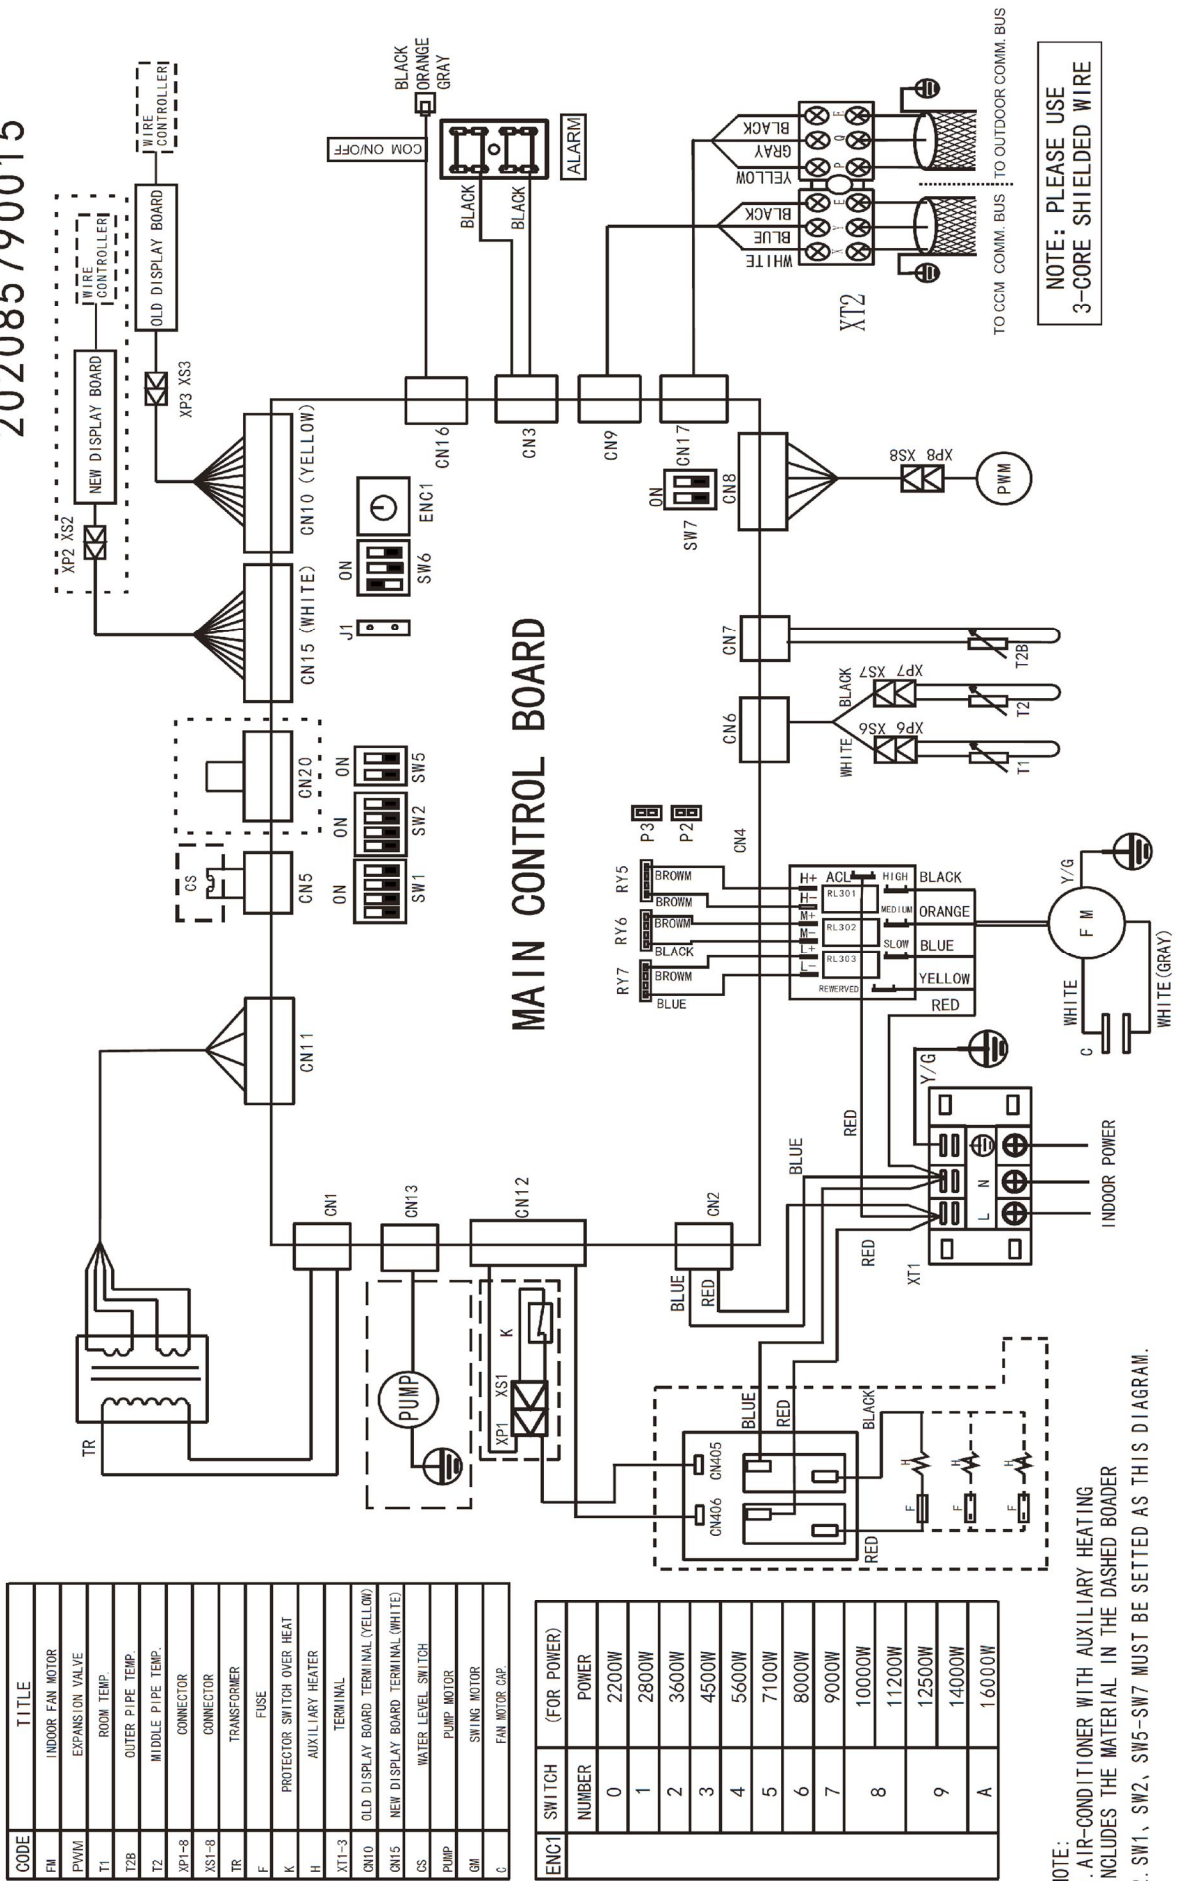 202085790015
WIRE
CONTROLLER
WIRE
CONTROLLER
NEW DISPLAY BOARD
OLD DISPLAY BOARD
XP2 XS2
XP3 XS3
CN11
CN5
CS
CN20
CN15 (WHITE)
CN10 (YELLOW)
ON
SW1
ON
SW2
ON
SW5
J1
ON
SW6
ENC1
MAIN CONTROL BOARD
TR
CN1
CN13
PUMP
CN12
K
XP1 XS1
CN2
BLUE
RED
CN16
COM ON/OFF
BLACK
ORANGE
GRAY
CN3
BLACK
BLACK
ALARM
CN9
CN17
WHITE
BLUE
BLACK
YELLOW
GRAY
BLACK
X Y E P Q E
XT2
TO CCM COMM. BUS
TO OUTDOOR COMM. BUS
NOTE: PLEASE USE
3-CORE SHIELDED WIRE
ON
SW7
CN8
XS8 XP8
PWM
CN7
T2B
CN6
WHITE
BLACK
XS6 XP6
XS7 XP7
T1
T2
P3
P2
CN4
RY7
RY6
RY5
BROWM
BROWM
BROWM
BLACK
BROWM
BLUE
H+
H-
M+
M-
L+
L-
ACL
RL301
RL302
RL303
HIGH
MEDIUM
SLOW
REWERVED
BLACK
ORANGE
BLUE
YELLOW
RED
F M
Y/G
WHITE
C
WHITE(GRAY)
BLUE
RED
RED
Y/G
XT1
L N
INDOOR POWER
CN406
CN405
BLUE
RED
BLACK
RED
F H
F H
F H
CODE TITLE
FM INDOOR FAN MOTOR
PWM EXPANSION VALVE
T1 ROOM TEMP.
T2B OUTER PIPE TEMP.
T2 MIDDLE PIPE TEMP.
XP1-8 CONNECTOR
XS1-8 CONNECTOR
TR TRANSFORMER
F FUSE
K PROTECTOR SWITCH OVER HEAT
H AUXILIARY HEATER
XT1-3 TERMINAL
CN10 OLD DISPLAY BOARD TERMINAL(YELLOW)
CN15 NEW DISPLAY BOARD TERMINAL(WHITE)
CS WATER LEVEL SWITCH
PUMP PUMP MOTOR
GM SWING MOTOR
C FAN MOTOR CAP.
ENC1 SWITCH (FOR POWER)
NUMBER POWER
0 2200W
1 2800W
2 3600W
3 4500W
4 5600W
5 7100W
6 8000W
7 9000W
8 10000W
11200W
9 12500W
14000W
A 16000W
NOTE:
. AIR-CONDITIONER WITH AUXILIARY HEATING
NCLUDES THE MATERIAL IN THE DASHED BOADER
2. SW1、SW2、SW5-SW7 MUST BE SETTED AS THIS DIAGRAM.